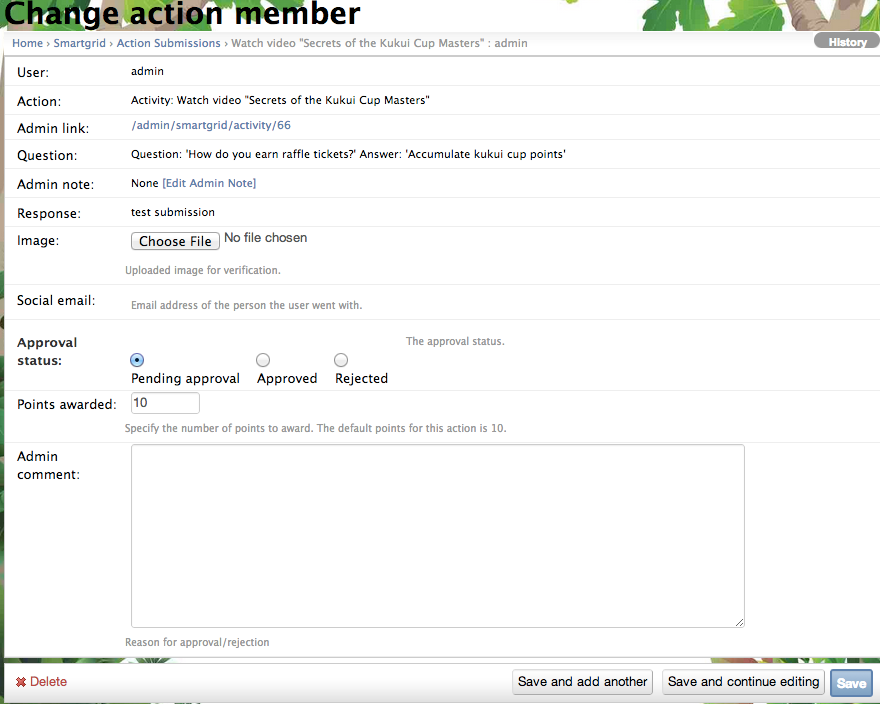 Change action member
Home › Smartgrid › Action Submissions › Watch video "Secrets of the Kukui Cup Masters" : admin
History
User: admin
Action: Activity: Watch video "Secrets of the Kukui Cup Masters"
Admin link: /admin/smartgrid/activity/66
Question: Question: 'How do you earn raffle tickets?' Answer: 'Accumulate kukui cup points'
Admin note: None [Edit Admin Note]
Response: test submission
Image: Choose File No file chosen
Uploaded image for verification.
Social email: Email address of the person the user went with.
Approval
status:
The approval status.
Pending approval Approved Rejected
Points awarded: 10
Specify the number of points to award. The default points for this action is 10.
Admin
comment:
Reason for approval/rejection
Delete Save and add another Save and continue editing Save